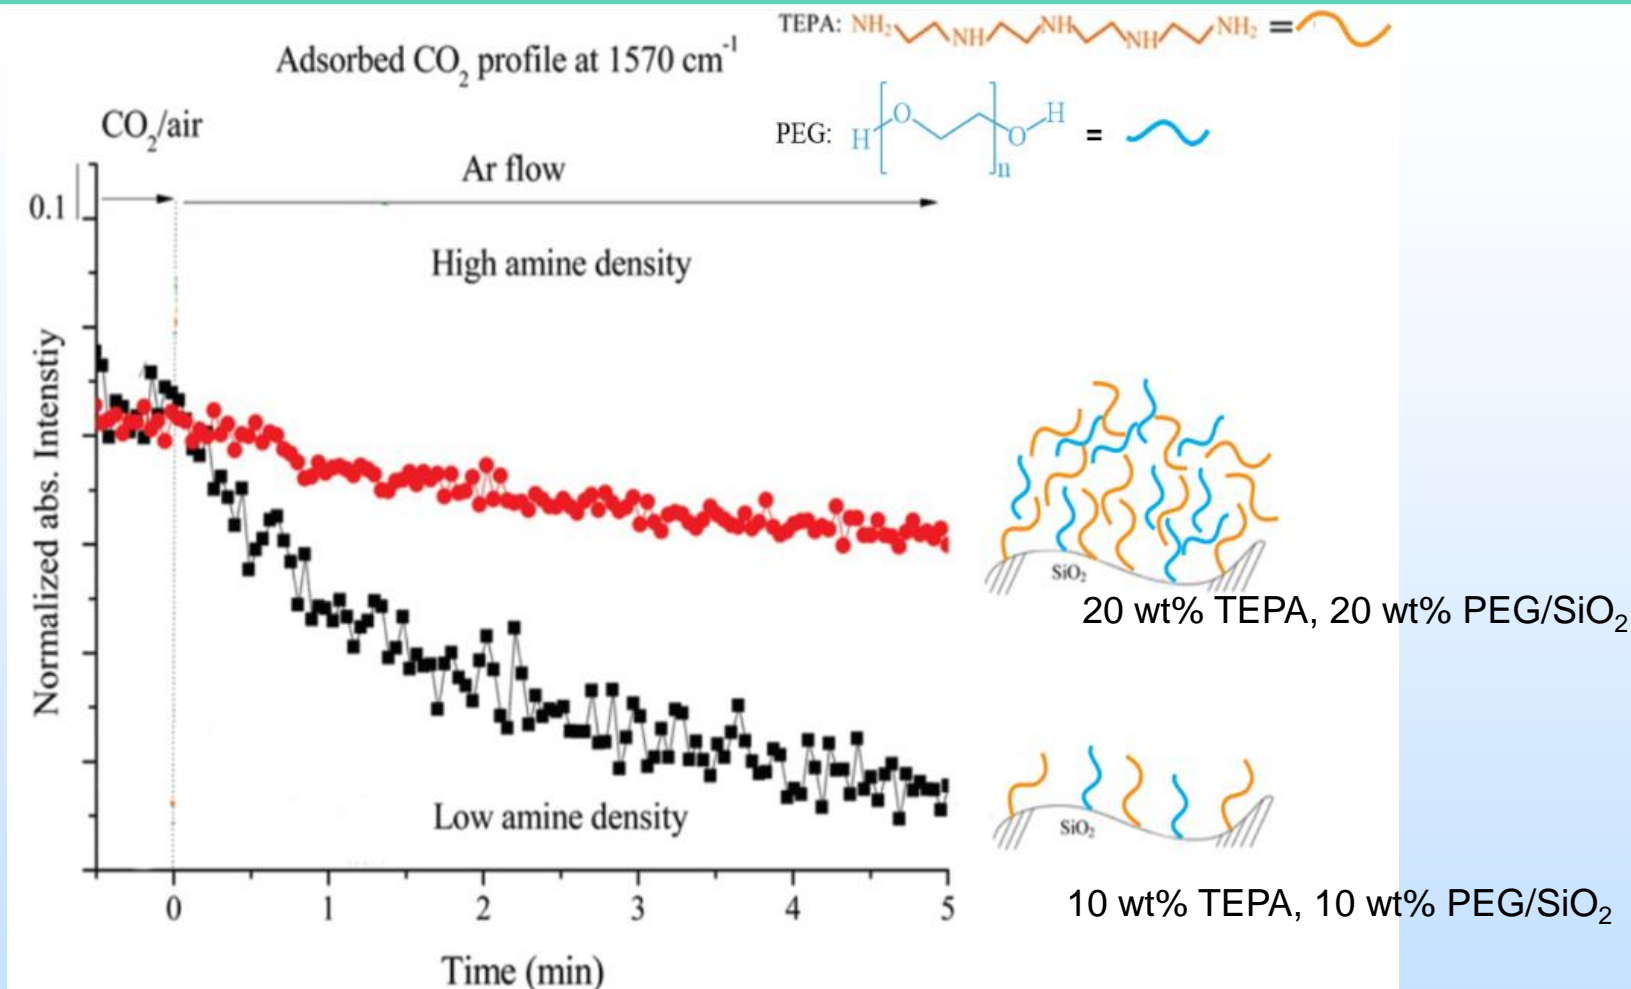 TEPA: NH₂ NH NH NH NH₂ =
Adsorbed CO₂ profile at 1570 cm⁻¹
CO₂/air
PEG: H O O H n =
Ar flow
0.1
High amine density
Normalized abs. Intenstiy
SiO₂
20 wt% TEPA, 20 wt% PEG/SiO₂
Low amine density
SiO₂
10 wt% TEPA, 10 wt% PEG/SiO₂
0 1 2 3 4 5
Time (min)